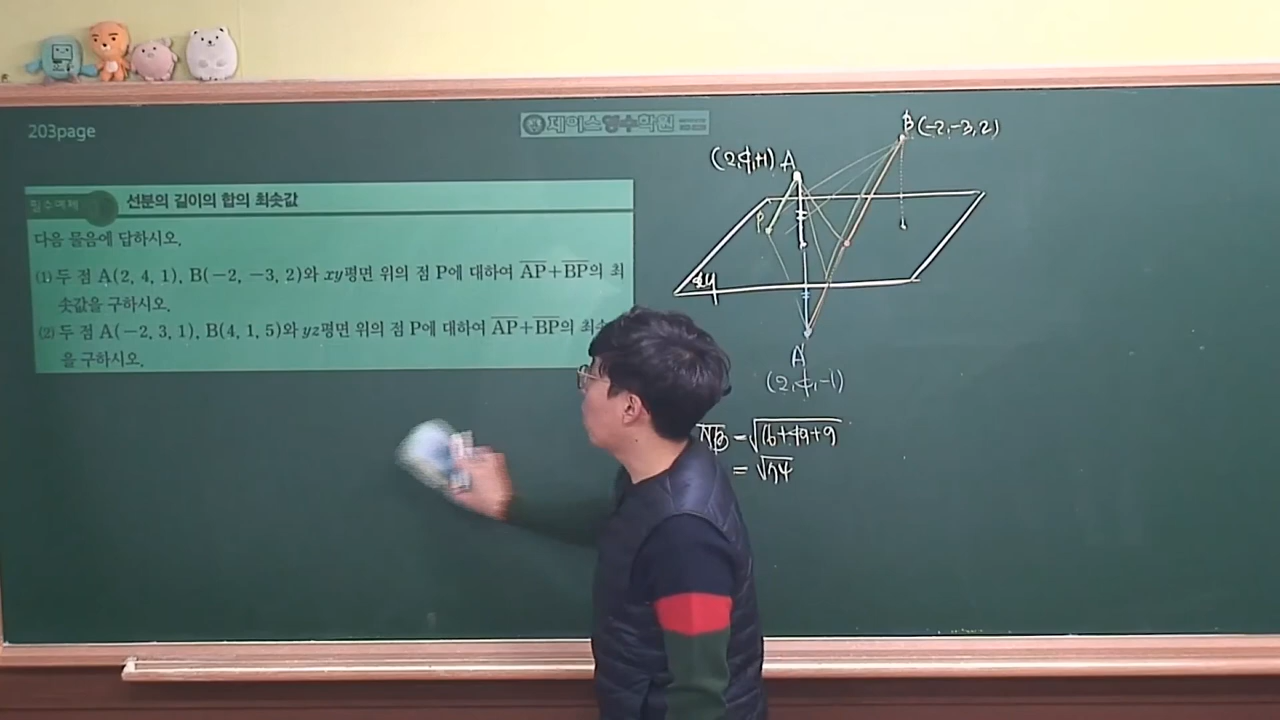 203page
제이스영수학원
필수예제 선분의 길이의 합의 최솟값
다음 물음에 답하시오.
(1) 두 점 A(2, 4, 1), B(−2, −3, 2)와 xy평면 위의 점 P에 대하여 AP+BP의 최
솟값을 구하시오.
(2) 두 점 A(−2, 3, 1), B(4, 1, 5)와 yz평면 위의 점 P에 대하여 AP+BP의 최솟
을 구하시오.
B(-2,-3,2)
(2,4,+1) A
P
xy
A'
(2,4,-1)
A'B = √16+49+9
= √74